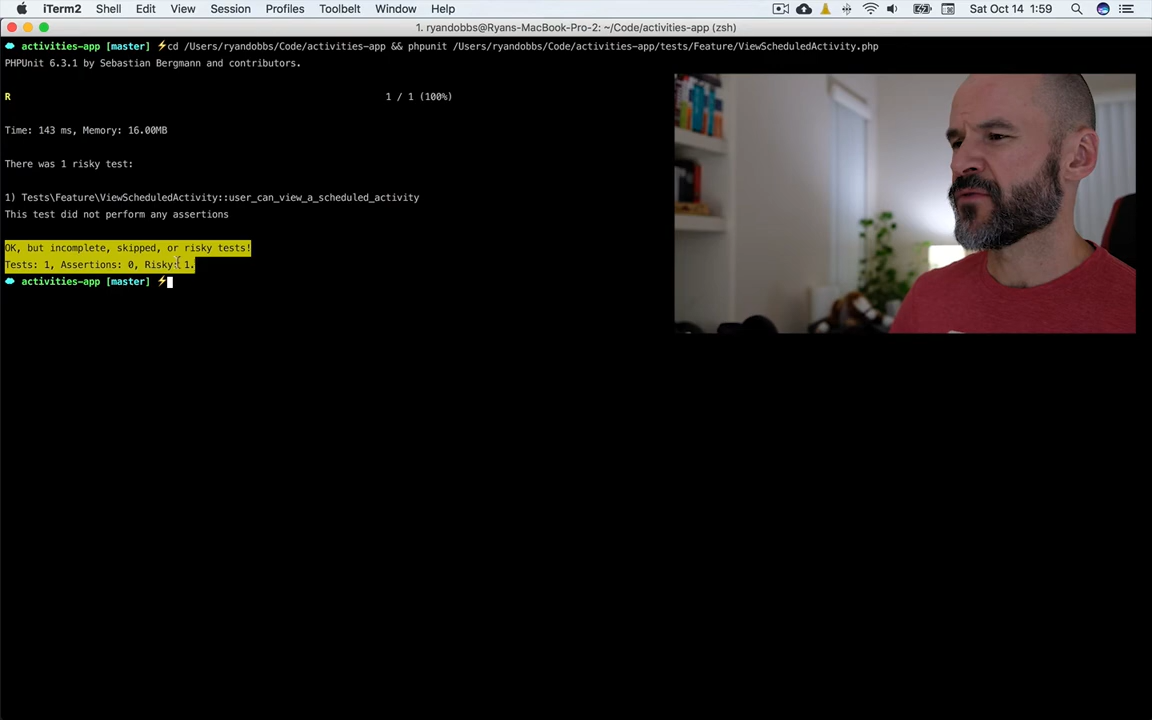 iTerm2 Shell Edit View Session Profiles Toolbelt Window Help Sat Oct 14 1:59
1. ryandobbs@Ryans-MacBook-Pro-2: ~/Code/activities-app (zsh)
activities-app [master] ⚡cd /Users/ryandobbs/Code/activities-app && phpunit /Users/ryandobbs/Code/activities-app/tests/Feature/ViewScheduledActivity.php
PHPUnit 6.3.1 by Sebastian Bergmann and contributors.
R 1 / 1 (100%)
Time: 143 ms, Memory: 16.00MB
There was 1 risky test:
1) Tests\Feature\ViewScheduledActivity::user_can_view_a_scheduled_activity
This test did not perform any assertions
OK, but incomplete, skipped, or risky tests!
Tests: 1, Assertions: 0, Risky: 1.
activities-app [master] ⚡